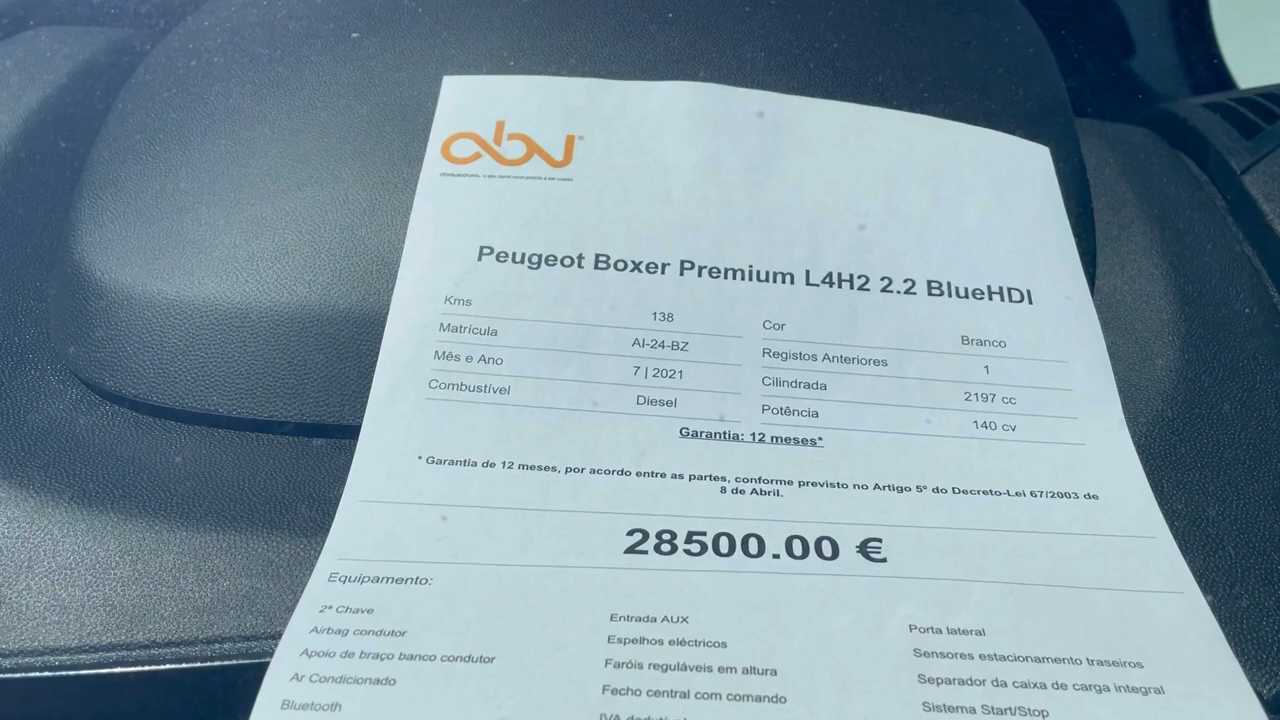 abv
Peugeot Boxer Premium L4H2 2.2 BlueHDI
Kms 138
Matrícula AI-24-BZ
Mês e Ano 7 | 2021
Combustível Diesel
Cor Branco
Registos Anteriores 1
Cilindrada 2197 cc
Potência 140 cv
Garantia: 12 meses*
* Garantia de 12 meses, por acordo entre as partes, conforme previsto no Artigo 5º do Decreto-Lei 67/2003 de
8 de Abril.
28500.00 €
Equipamento:
2ª Chave
Airbag condutor
Apoio de braço banco condutor
Ar Condicionado
Bluetooth
Entrada AUX
Espelhos eléctricos
Faróis reguláveis em altura
Fecho central com comando
IVA
Porta lateral
Sensores estacionamento traseiros
Separador da caixa de carga integral
Sistema Start/Stop